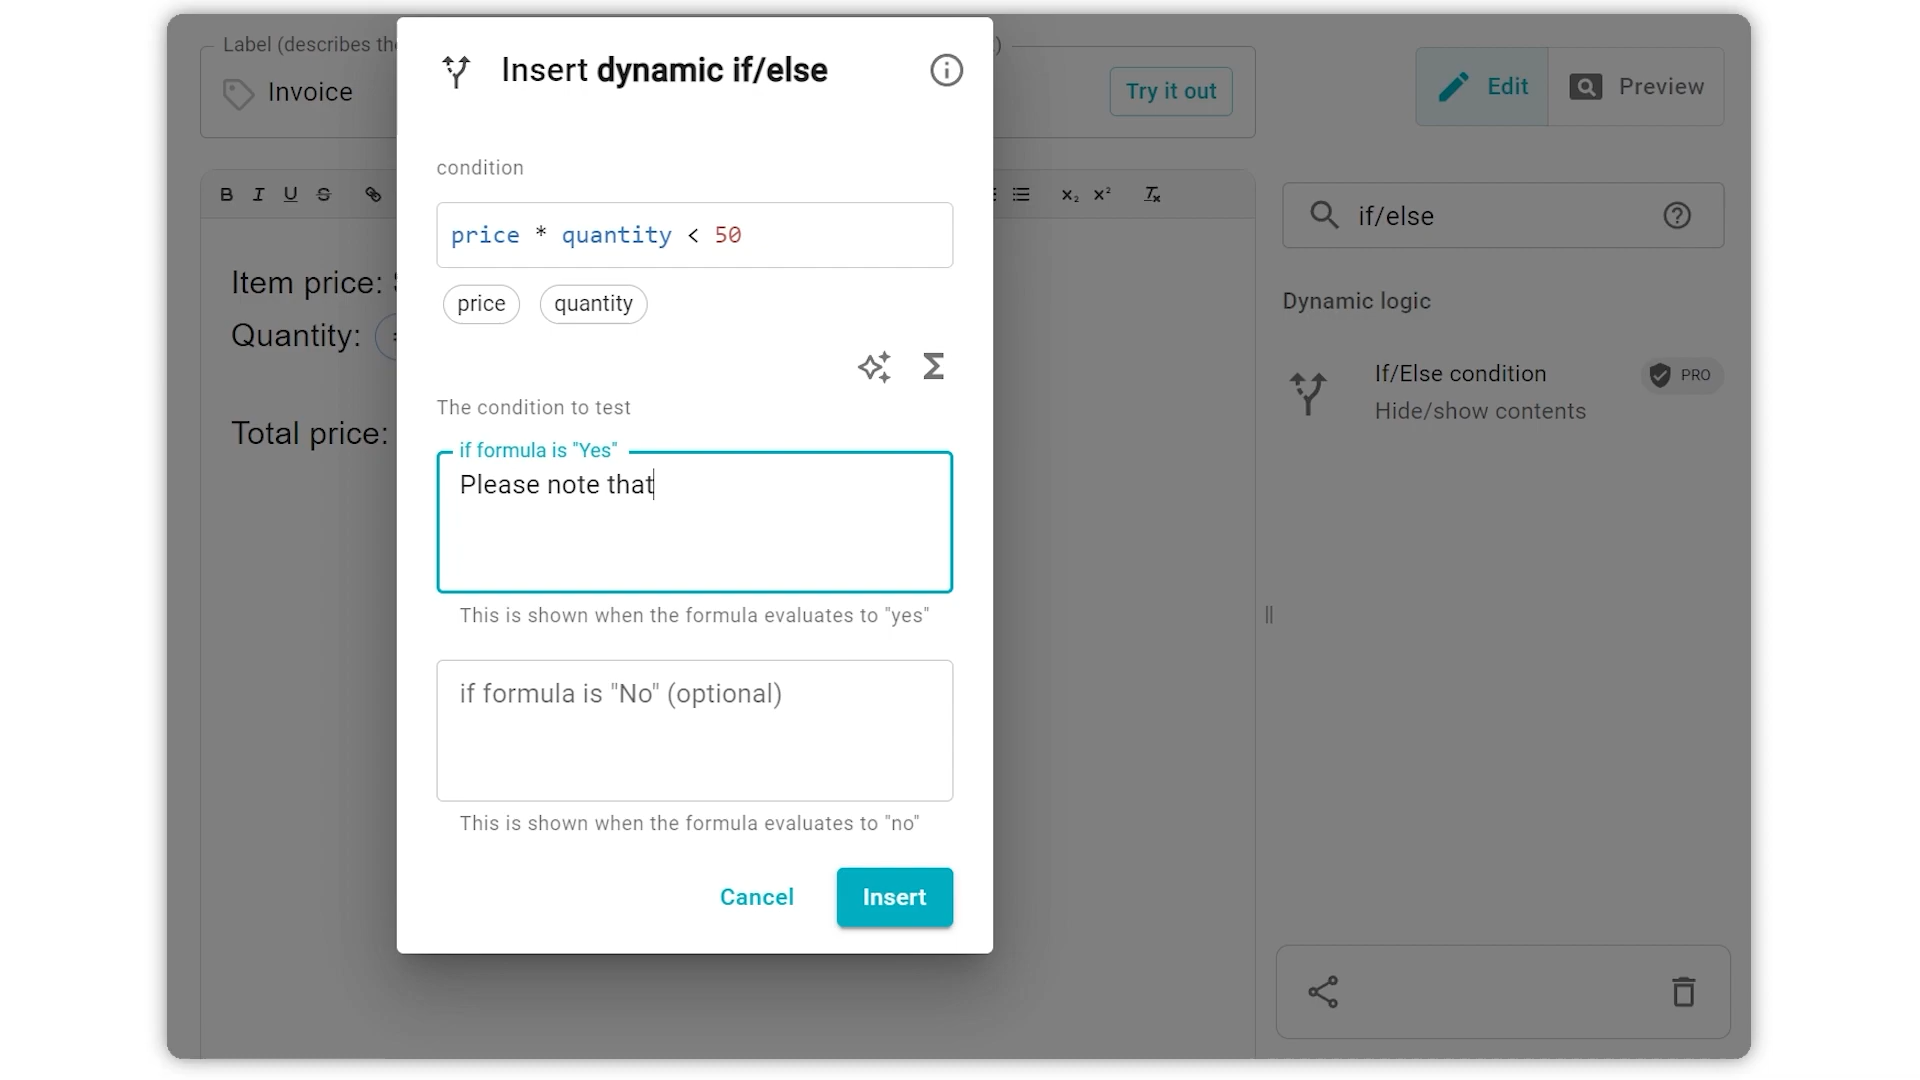 Label (describes the
)
Invoice
Try it out
Edit
Preview
B I U S
X₂ X²
Item price:
Quantity:
Total price:
Insert dynamic if/else
condition
price * quantity < 50
price quantity
Σ
The condition to test
if formula is "Yes"
Please note that
This is shown when the formula evaluates to "yes"
if formula is "No" (optional)
This is shown when the formula evaluates to "no"
Cancel
Insert
if/else
Dynamic logic
If/Else condition
PRO
Hide/show contents